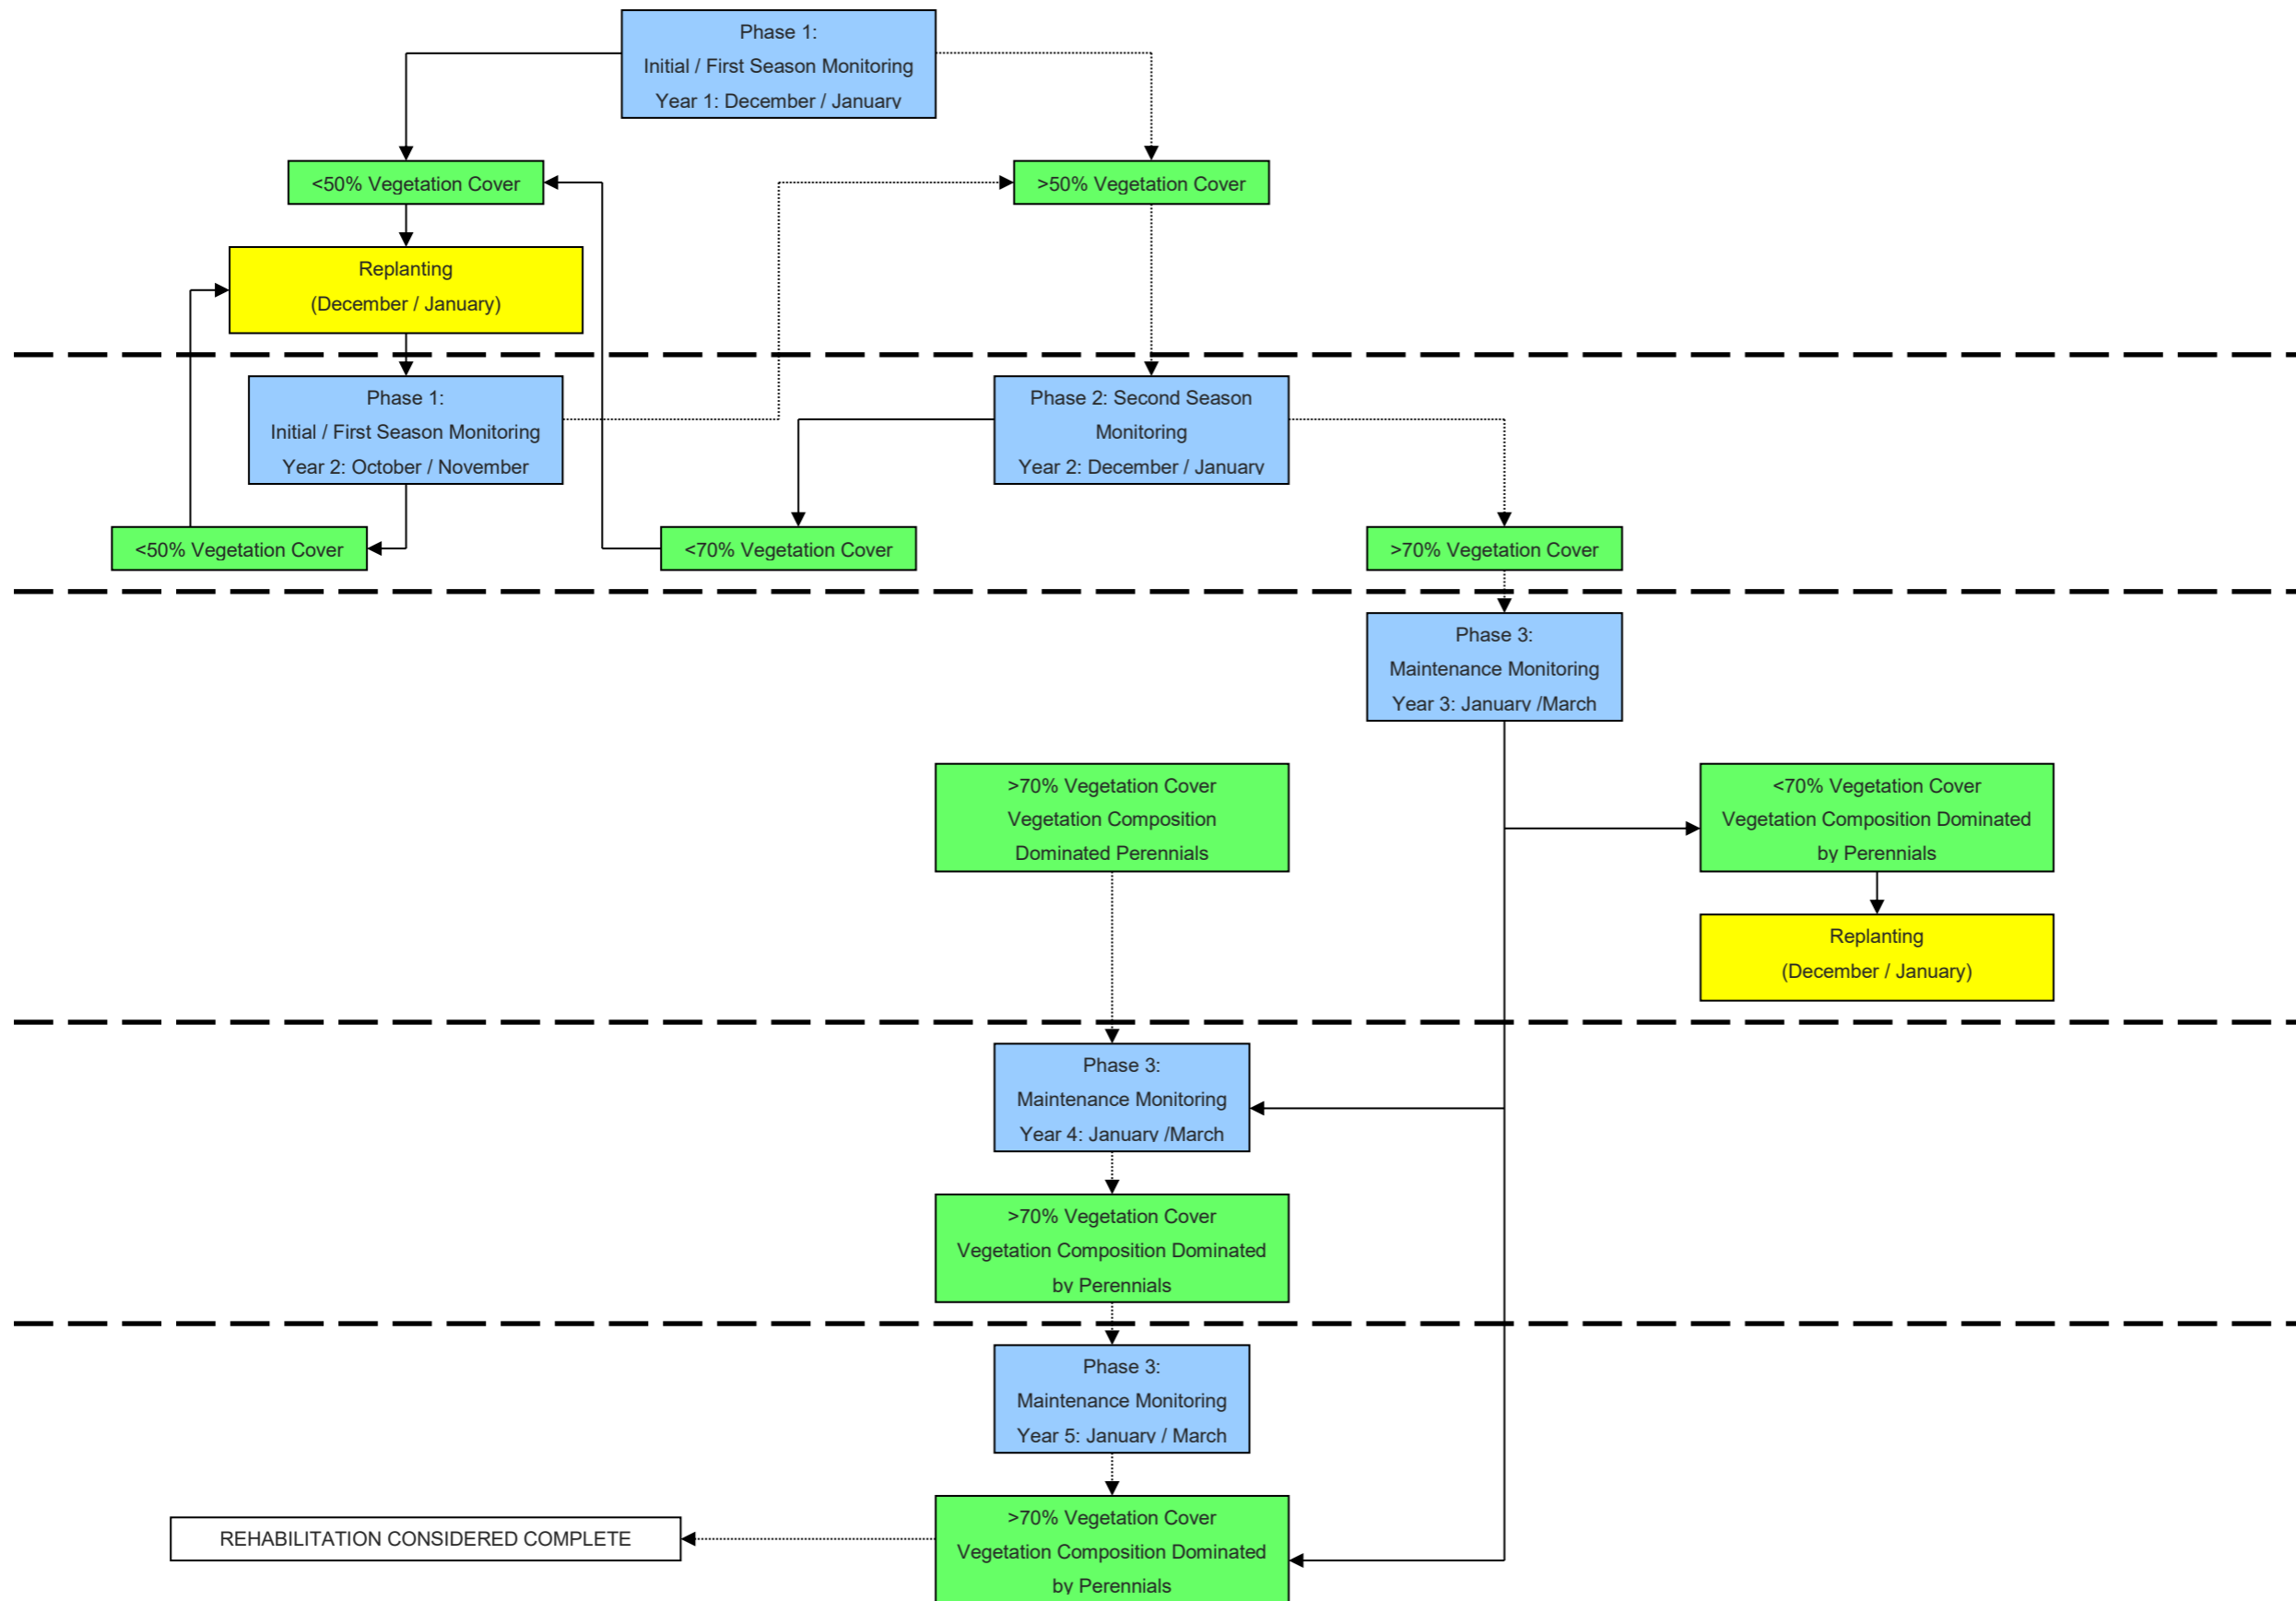 Phase 1:
Initial / First Season Monitoring
Year 1: December / January
<50% Vegetation Cover
>50% Vegetation Cover
Replanting
(December / January)
Phase 1:
Initial / First Season Monitoring
Year 2: October / November
Phase 2: Second Season
Monitoring
Year 2: December / January
<50% Vegetation Cover
<70% Vegetation Cover
>70% Vegetation Cover
Phase 3:
Maintenance Monitoring
Year 3: January /March
>70% Vegetation Cover
Vegetation Composition
Dominated Perennials
<70% Vegetation Cover
Vegetation Composition Dominated
by Perennials
Replanting
(December / January)
Phase 3:
Maintenance Monitoring
Year 4: January /March
>70% Vegetation Cover
Vegetation Composition Dominated
by Perennials
Phase 3:
Maintenance Monitoring
Year 5: January / March
REHABILITATION CONSIDERED COMPLETE
>70% Vegetation Cover
Vegetation Composition Dominated
by Perennials